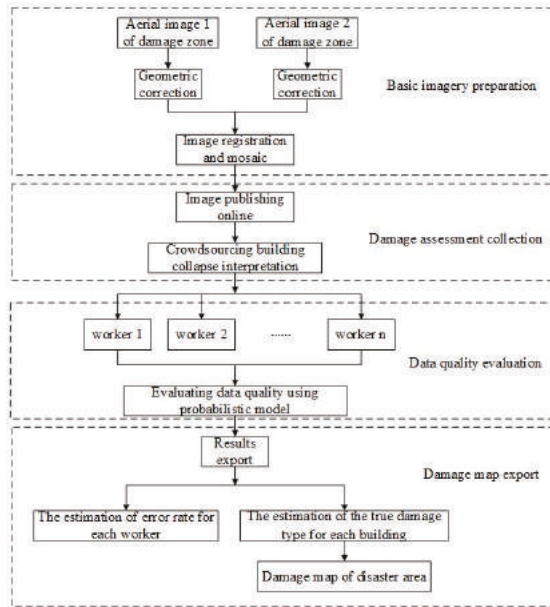 Aerial image 1
of damage zone
Aerial image 2
of damage zone
Geometric
correction
Geometric
correction
Basic imagery preparation
Image registration
and mosaic
Image publishing
online
Damage assessment collection
Crowdsourcing building
collapse interpretation
worker 1
worker 2
......
worker n
Data quality evaluation
Evaluating data quality using
probabilistic model
Results
export
Damage map export
The estimation of error rate for
each worker
The estimation of the true damage
type for each building
Damage map of disaster area